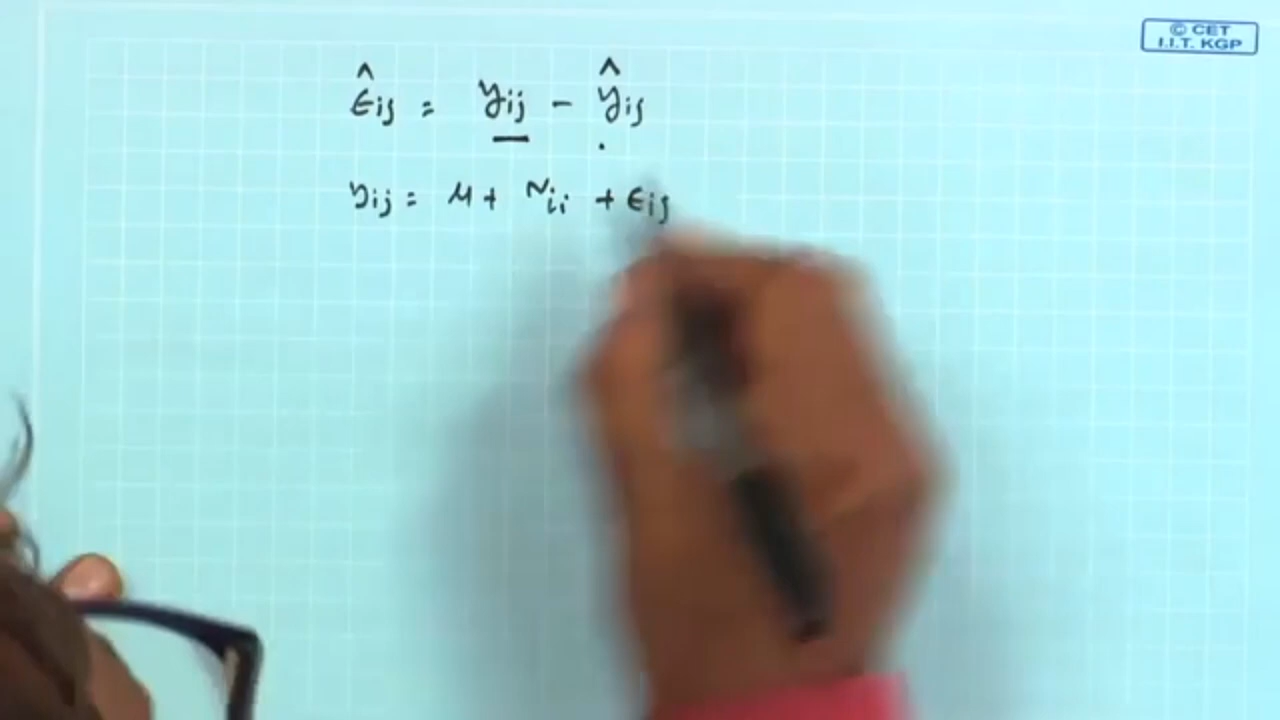 © CET
I.I.T. KGP
ε̂ij = yij - ŷij
yij = μ + τi + εij